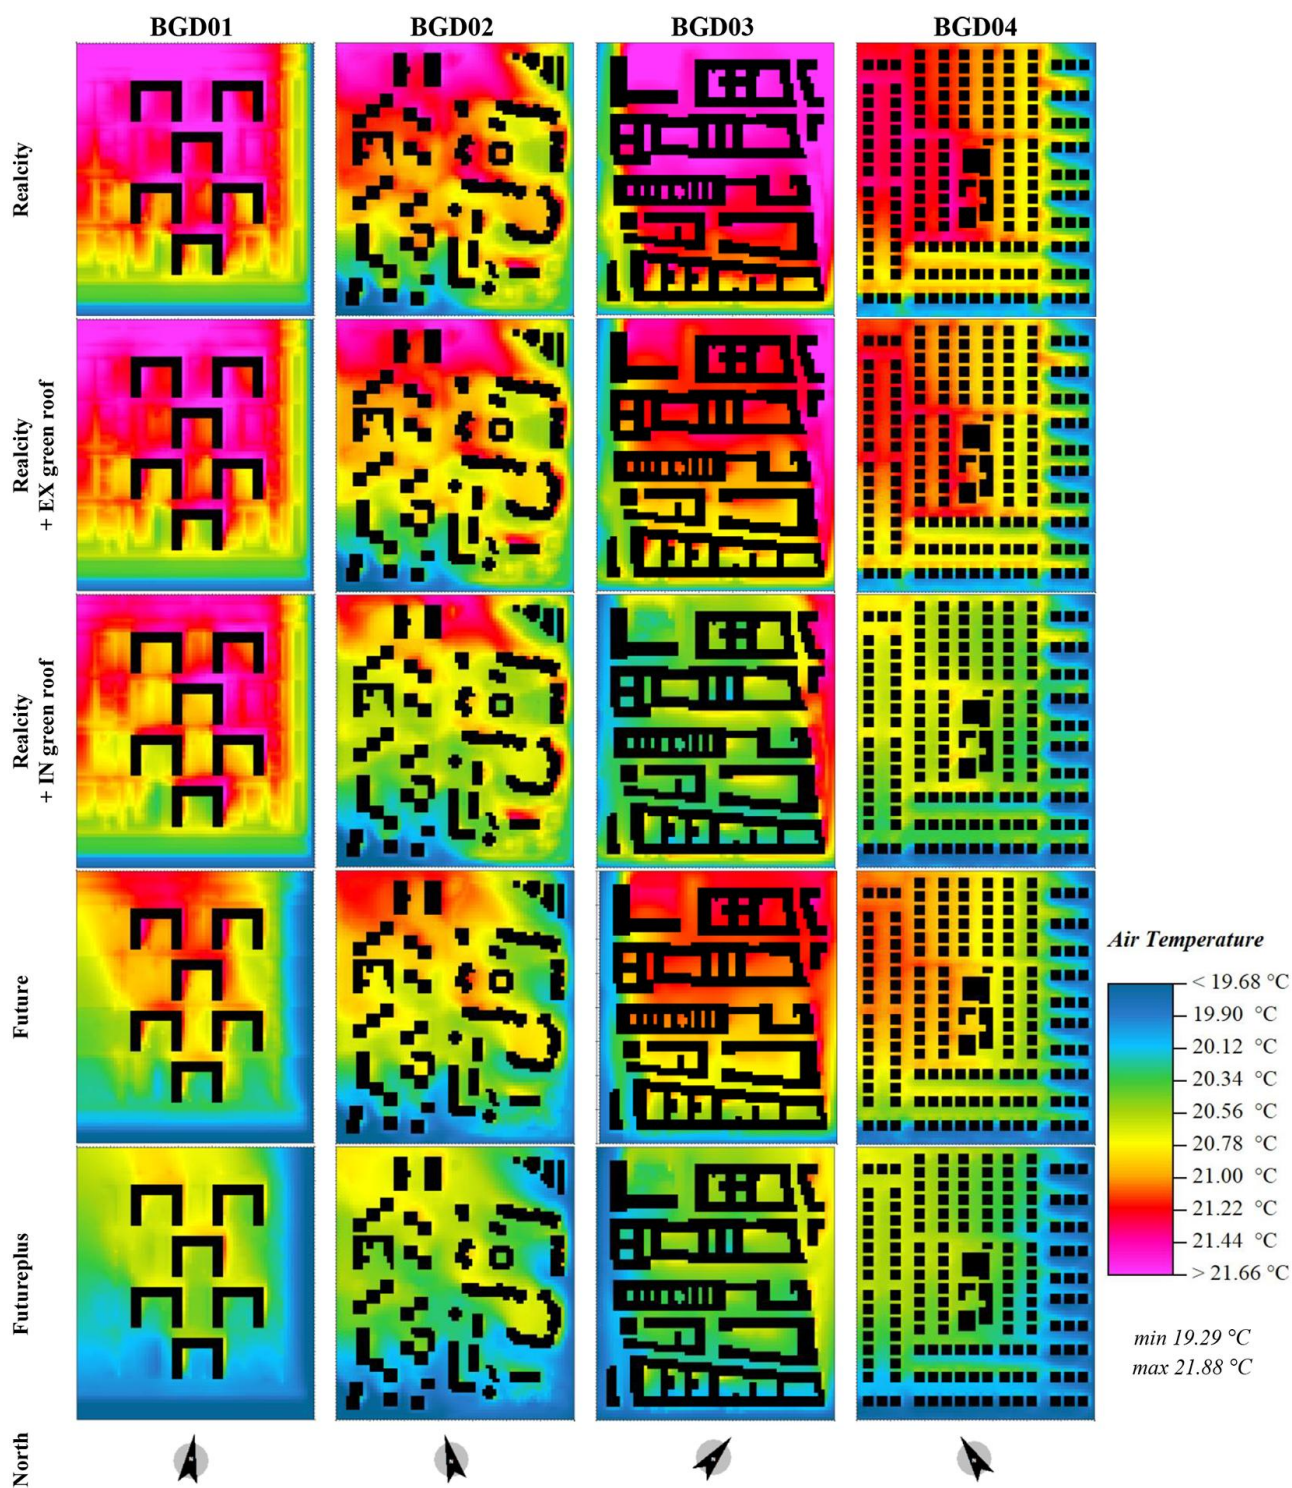 BGD01 BGD02 BGD03 BGD04
Realcity
Realcity
+ EX green roof
Realcity
+ IN green roof
Future
Futureplus
North
Air Temperature
< 19.68 °C
19.90 °C
20.12 °C
20.34 °C
20.56 °C
20.78 °C
21.00 °C
21.22 °C
21.44 °C
> 21.66 °C
min 19.29 °C
max 21.88 °C
N N N N